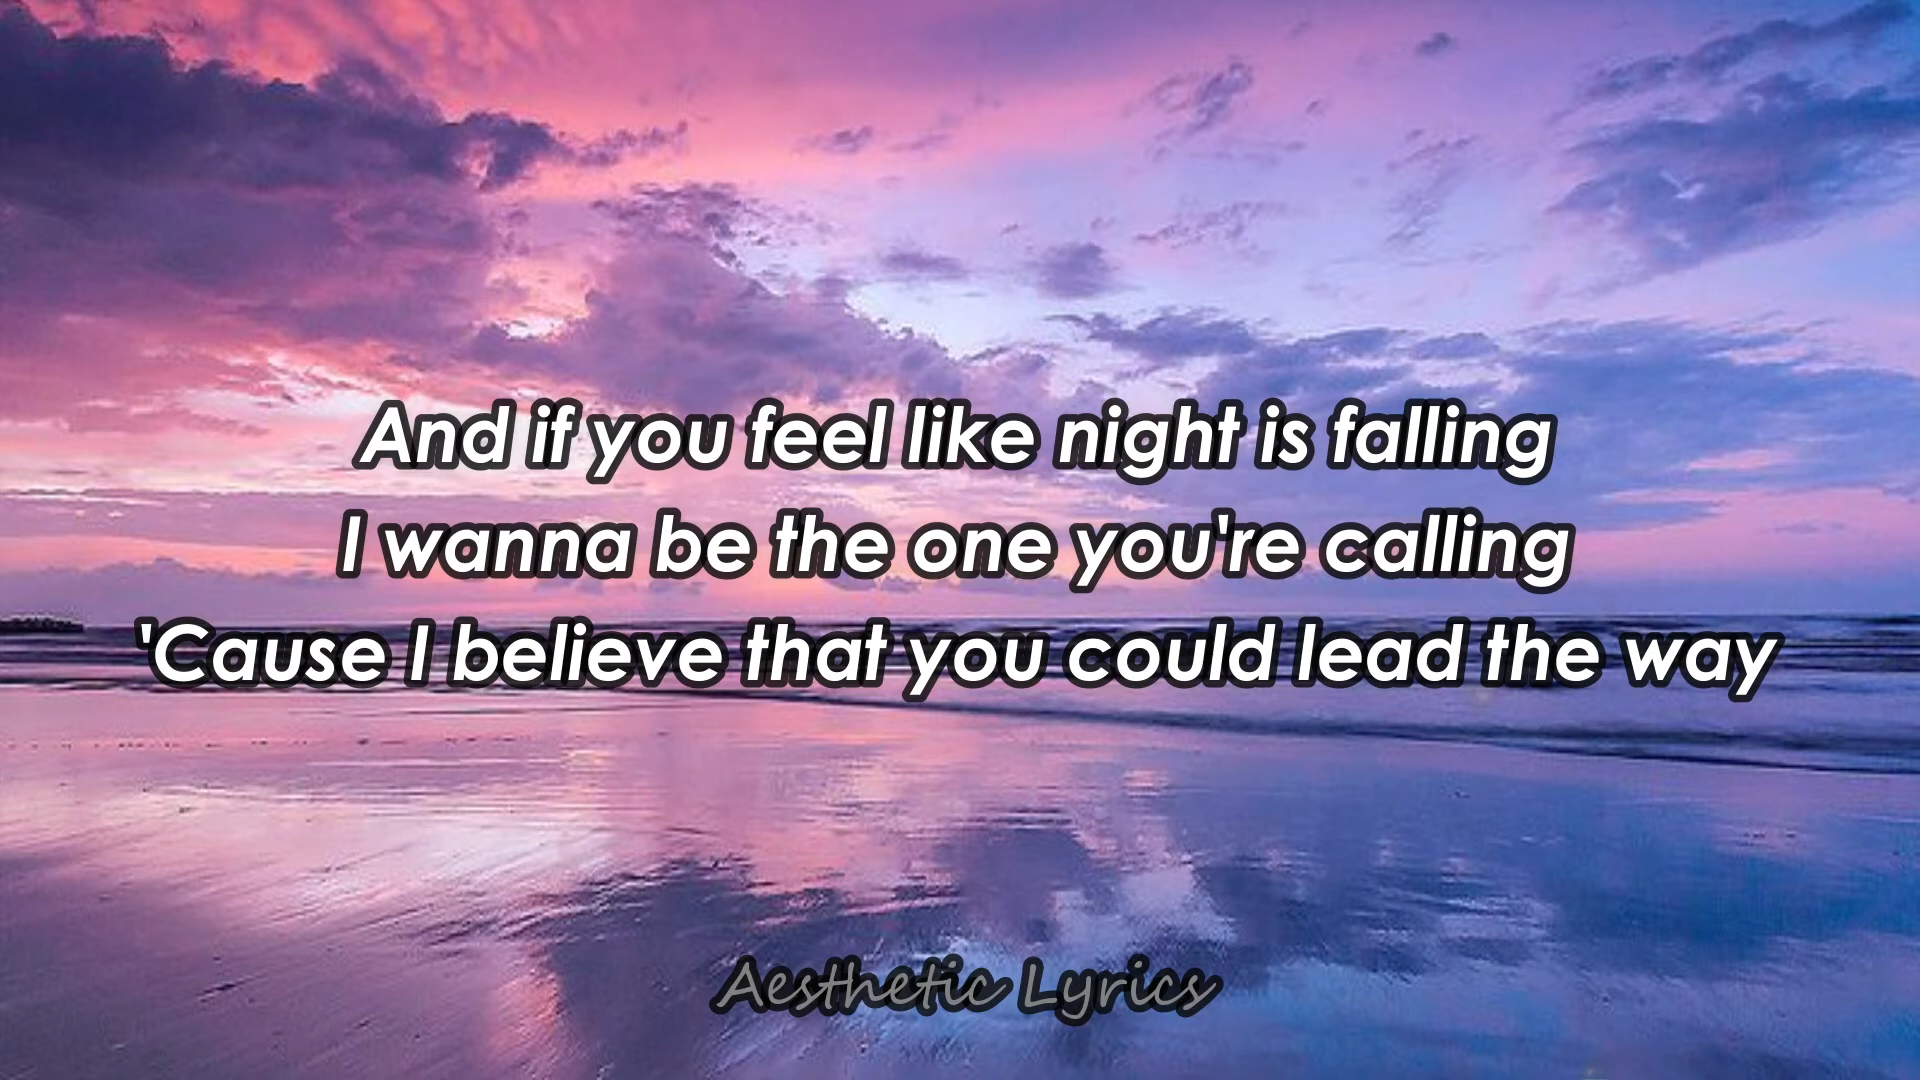 And if you feel like night is falling
I wanna be the one you're calling
'Cause I believe that you could lead the way
Aesthetic Lyrics